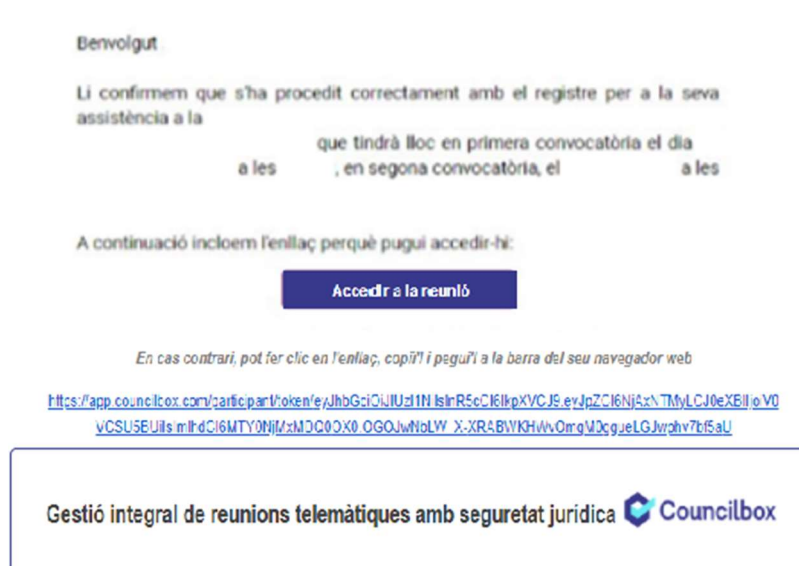 Benvolgut
Li confirmem que s'ha procedit correctament amb el registre per a la seva
assistència a la
que tindrà lloc en primera convocatòria el dia
a les , en segona convocatòria, el a les
A continuació incloem l'enllaç perquè pugui accedir-hi:
Accedir a la reunió
En cas contrari, pot fer clic en l'enllaç, copiï'l i peguï'l a la barra del seu navegador web
Gestió integral de reunions telemàtiques amb seguretat jurídica Councilbox